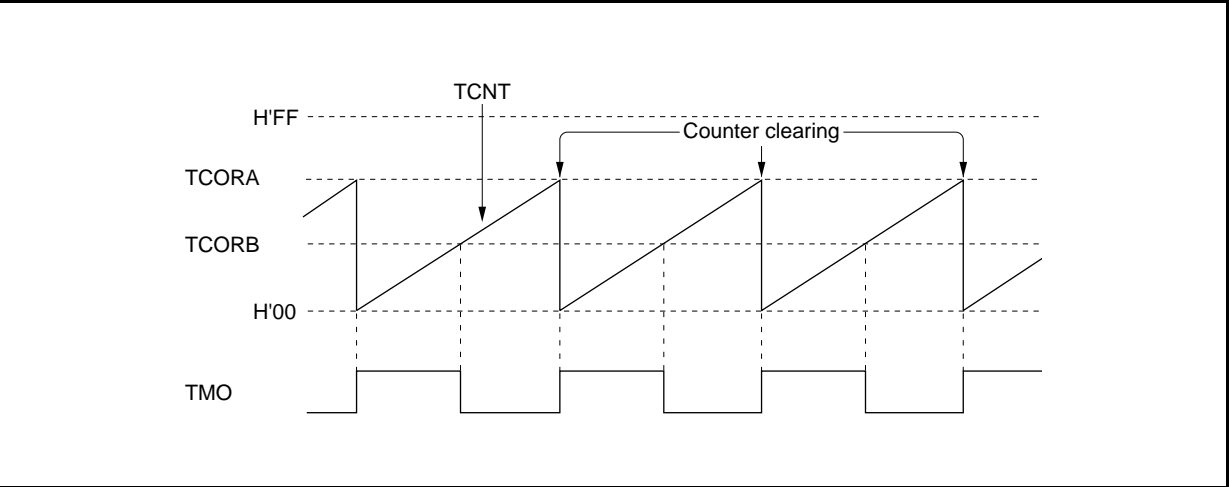 TCNT
H'FF
Counter clearing
TCORA
TCORB
H'00
TMO